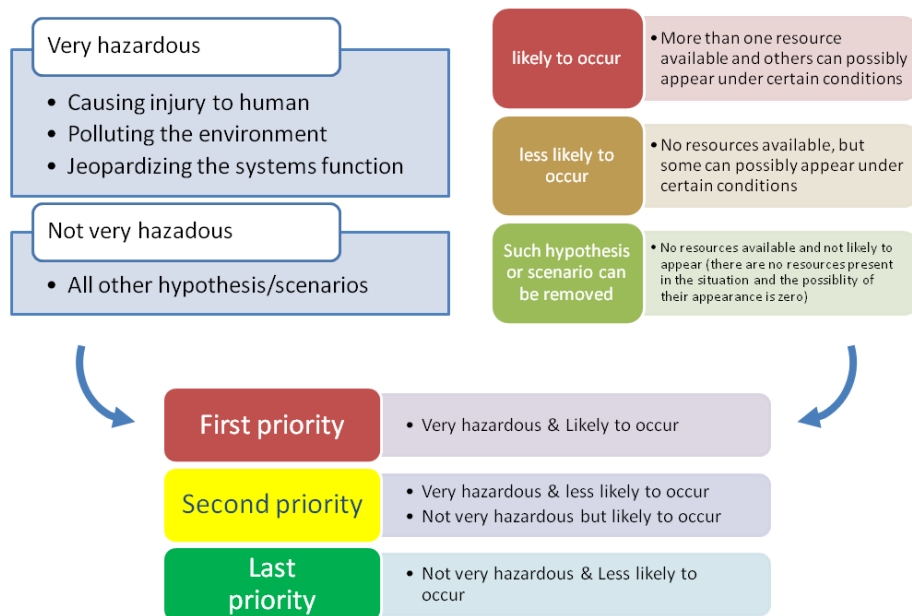 Very hazardous
• Causing injury to human
• Polluting the environment
• Jeopardizing the systems function
Not very hazadous
• All other hypothesis/scenarios
likely to occur
• More than one resource
available and others can possibly
appear under certain conditions
less likely to
occur
• No resources available, but
some can possibly appear under
certain conditions
Such hypothesis
or scenario can
be removed
• No resources available and not likely to
appear (there are no resources present
in the situation and the possiblity of
their appearance is zero)
First priority
• Very hazardous & Likely to occur
Second priority
• Very hazardous & less likely to occur
• Not very hazardous but likely to occur
Last
priority
• Not very hazardous & Less likely to
occur